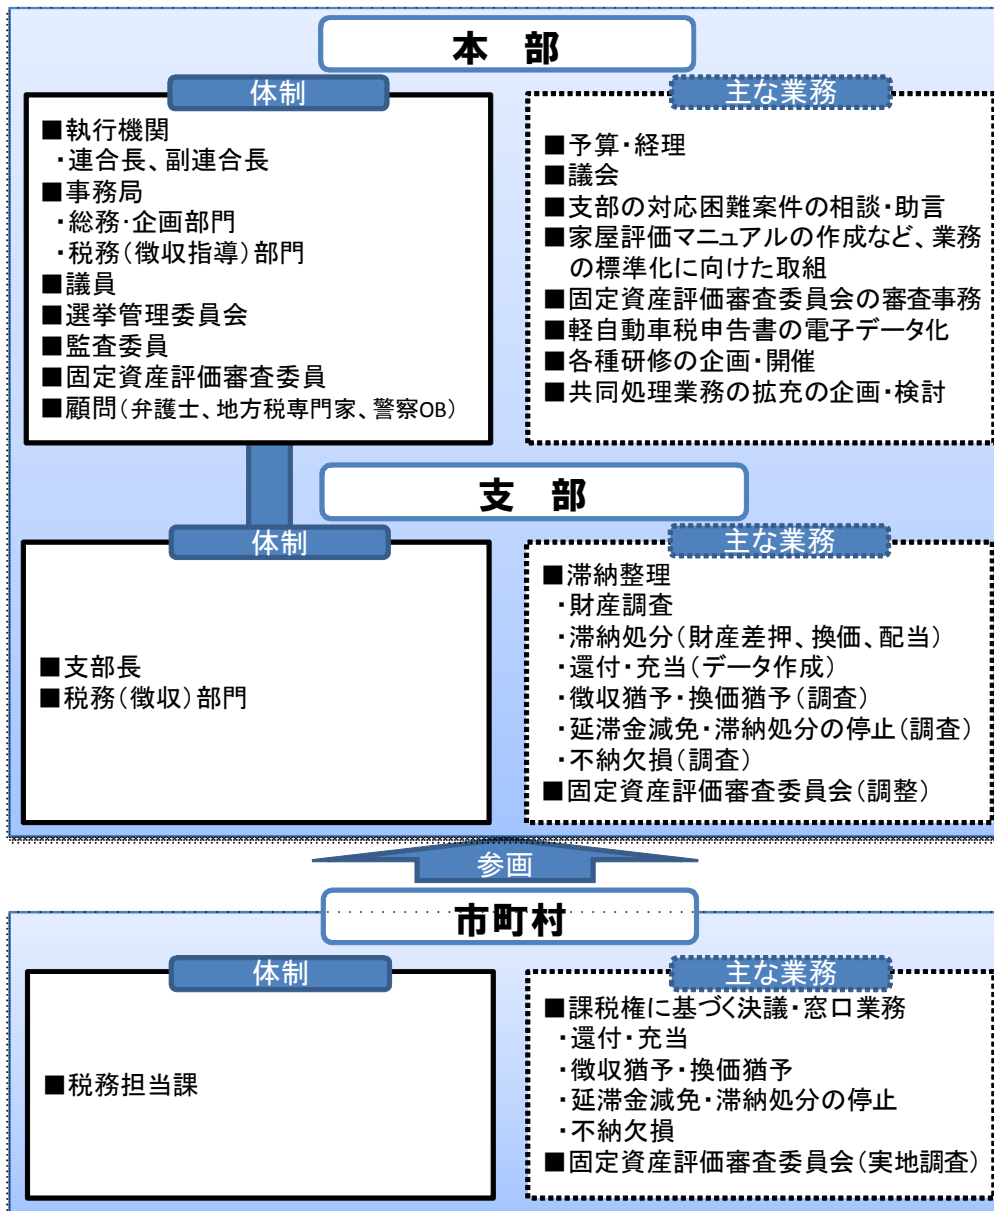 本　部
体制
■執行機関
・連合長、副連合長
■事務局
・総務・企画部門
・税務（徴収指導）部門
■議員
■選挙管理委員会
■監査委員
■固定資産評価審査委員
■顧問（弁護士、地方税専門家、警察OB）
主な業務
■予算・経理
■議会
■支部の対応困難案件の相談・助言
■家屋評価マニュアルの作成など、業務
の標準化に向けた取組
■固定資産評価審査委員会の審査事務
■軽自動車税申告書の電子データ化
■各種研修の企画・開催
■共同処理業務の拡充の企画・検討
支　部
体制
■支部長
■税務（徴収）部門
主な業務
■滞納整理
・財産調査
・滞納処分（財産差押、換価、配当）
・還付・充当（データ作成）
・徴収猶予・換価猶予（調査）
・延滞金減免・滞納処分の停止（調査）
・不納欠損（調査）
■固定資産評価審査委員会（調整）
参画
市町村
体制
■税務担当課
主な業務
■課税権に基づく決議・窓口業務
・還付・充当
・徴収猶予・換価猶予
・延滞金減免・滞納処分の停止
・不納欠損
■固定資産評価審査委員会（実地調査）